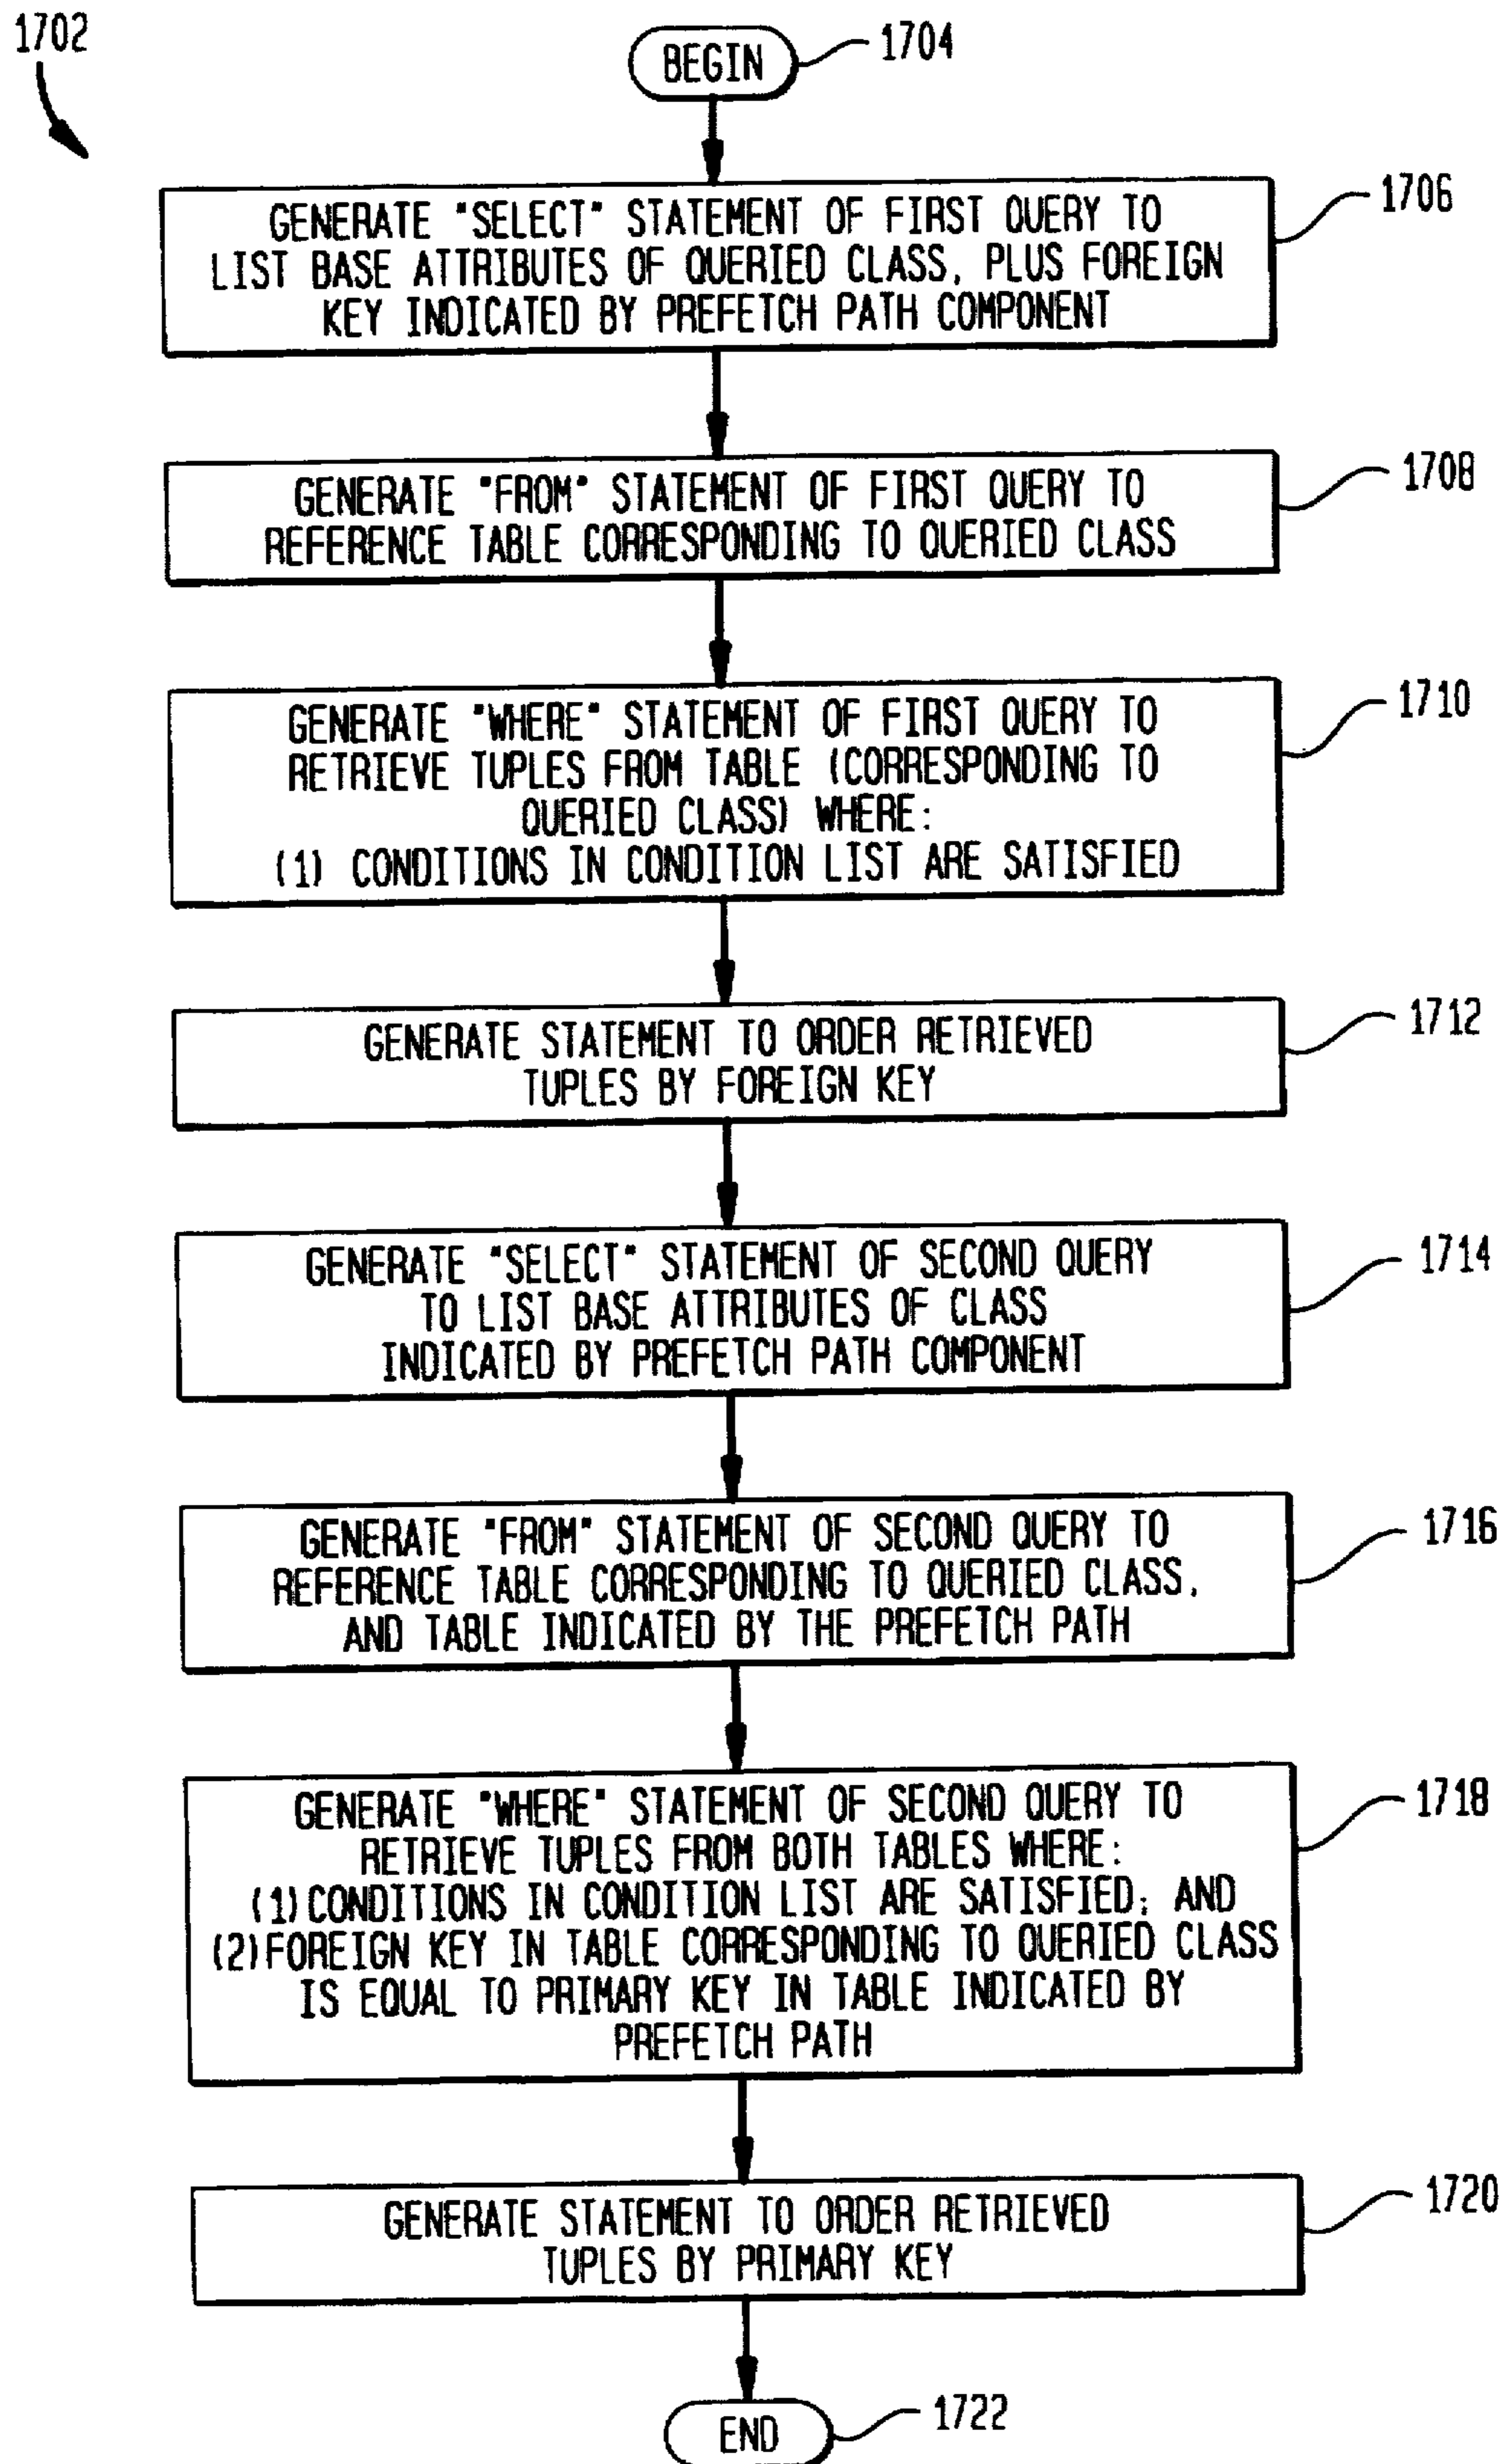 1702
BEGIN
1704
GENERATE "SELECT" STATEMENT OF FIRST QUERY TO
LIST BASE ATTRIBUTES OF QUERIED CLASS, PLUS FOREIGN
KEY INDICATED BY PREFETCH PATH COMPONENT
1706
GENERATE "FROM" STATEMENT OF FIRST QUERY TO
REFERENCE TABLE CORRESPONDING TO QUERIED CLASS
1708
GENERATE "WHERE" STATEMENT OF FIRST QUERY TO
RETRIEVE TUPLES FROM TABLE (CORRESPONDING TO
QUERIED CLASS) WHERE:
(1) CONDITIONS IN CONDITION LIST ARE SATISFIED
1710
GENERATE STATEMENT TO ORDER RETRIEVED
TUPLES BY FOREIGN KEY
1712
GENERATE "SELECT" STATEMENT OF SECOND QUERY
TO LIST BASE ATTRIBUTES OF CLASS
INDICATED BY PREFETCH PATH COMPONENT
1714
GENERATE "FROM" STATEMENT OF SECOND QUERY TO
REFERENCE TABLE CORRESPONDING TO QUERIED CLASS,
AND TABLE INDICATED BY THE PREFETCH PATH
1716
GENERATE "WHERE" STATEMENT OF SECOND QUERY TO
RETRIEVE TUPLES FROM BOTH TABLES WHERE:
(1) CONDITIONS IN CONDITION LIST ARE SATISFIED; AND
(2) FOREIGN KEY IN TABLE CORRESPONDING TO QUERIED CLASS
IS EQUAL TO PRIMARY KEY IN TABLE INDICATED BY
PREFETCH PATH
1718
GENERATE STATEMENT TO ORDER RETRIEVED
TUPLES BY PRIMARY KEY
1720
END
1722